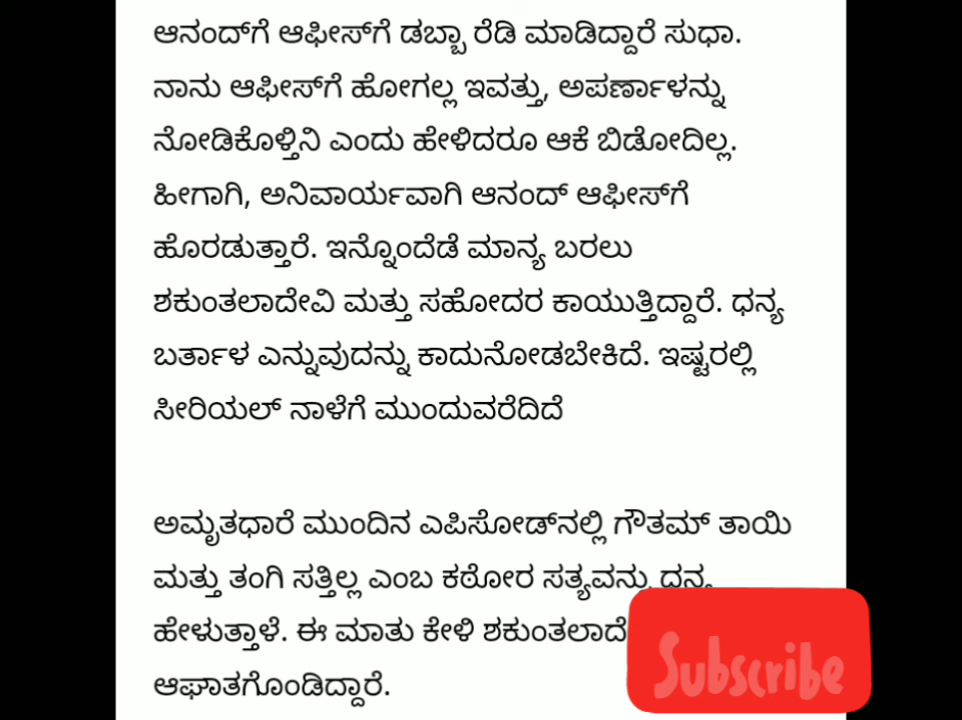 ಆನಂದ್‌ಗೆ ಆಫೀಸ್‌ಗೆ ಡಬ್ಬಾ ರೆಡಿ ಮಾಡಿದ್ದಾರೆ ಸುಧಾ.
ನಾನು ಆಫೀಸ್‌ಗೆ ಹೋಗಲ್ಲ ಇವತ್ತು, ಅಪರ್ಣಾಳನ್ನು
ನೋಡಿಕೊಳ್ತಿನಿ ಎಂದು ಹೇಳಿದರೂ ಆಕೆ ಬಿಡೋದಿಲ್ಲ.
ಹೀಗಾಗಿ, ಅನಿವಾರ್ಯವಾಗಿ ಆನಂದ್ ಆಫೀಸ್‌ಗೆ
ಹೊರಡುತ್ತಾರೆ. ಇನ್ನೊಂದೆಡೆ ಮಾನ್ಯ ಬರಲು
ಶಕುಂತಲಾದೇವಿ ಮತ್ತು ಸಹೋದರ ಕಾಯುತ್ತಿದ್ದಾರೆ. ಧನ್ಯ
ಬರ್ತಾಳ ಎನ್ನುವುದನ್ನು ಕಾದುನೋಡಬೇಕಿದೆ. ಇಷ್ಟರಲ್ಲಿ
ಸೀರಿಯಲ್ ನಾಳೆಗೆ ಮುಂದುವರೆದಿದೆ
ಅಮೃತಧಾರೆ ಮುಂದಿನ ಎಪಿಸೋಡ್‌ನಲ್ಲಿ ಗೌತಮ್ ತಾಯಿ
ಮತ್ತು ತಂಗಿ ಸತ್ತಿಲ್ಲ ಎಂಬ ಕಠೋರ ಸತ್ಯವನ್ನು
ಹೇಳುತ್ತಾಳೆ. ಈ ಮಾತು ಕೇಳಿ ಶಕುಂತಲಾದೆ
ಆಘಾತಗೊಂಡಿದ್ದಾರೆ.
Subscribe